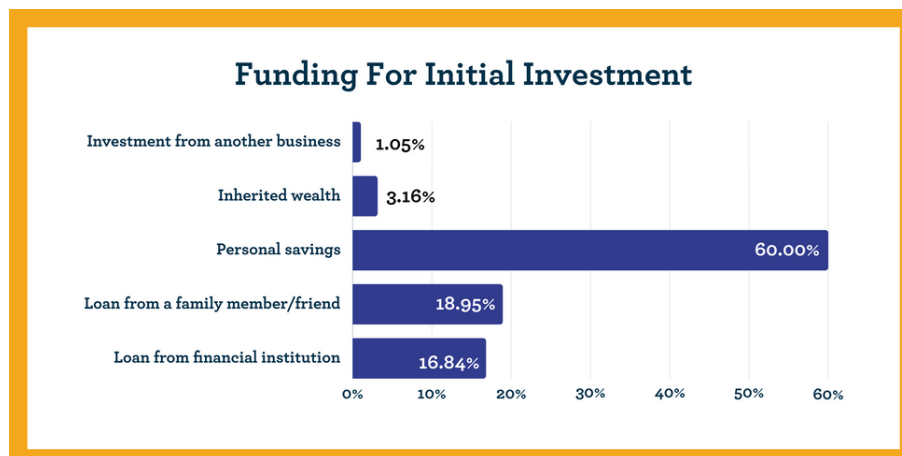 Funding For Initial Investment
Investment from another business 1.05%
Inherited wealth 3.16%
Personal savings 60.00%
Loan from a family member/friend 18.95%
Loan from financial institution 16.84%
0% 10% 20% 30% 40% 50% 60%